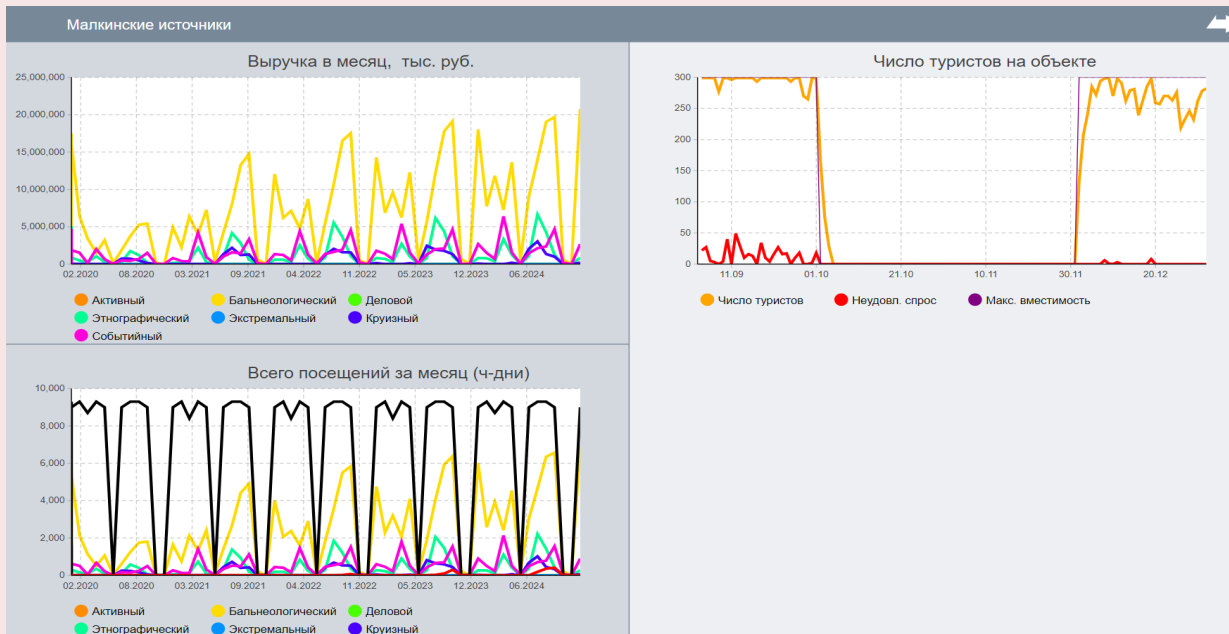 Малкинские источники
Выручка в месяц, тыс. руб.
25,000,000
20,000,000
15,000,000
10,000,000
5,000,000
0
02.2020 08.2020 03.2021 09.2021 04.2022 11.2022 05.2023 12.2023 06.2024
Активный Бальнеологический Деловой
Этнографический Экстремальный Круизный
Событийный
Всего посещений за месяц (ч-дни)
10,000
8,000
6,000
4,000
2,000
0
02.2020 08.2020 03.2021 09.2021 04.2022 11.2022 05.2023 12.2023 06.2024
Активный Бальнеологический Деловой
Этнографический Экстремальный Круизный
Число туристов на объекте
300
250
200
150
100
50
0
11.09 01.10 21.10 10.11 30.11 20.12
Число туристов Неудовл. спрос Макс. вместимость